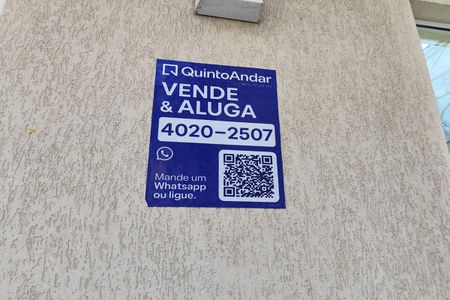 QuintoAndar
VENDE
& ALUGA
4020-2507
Mande um
Whatsapp
ou ligue.